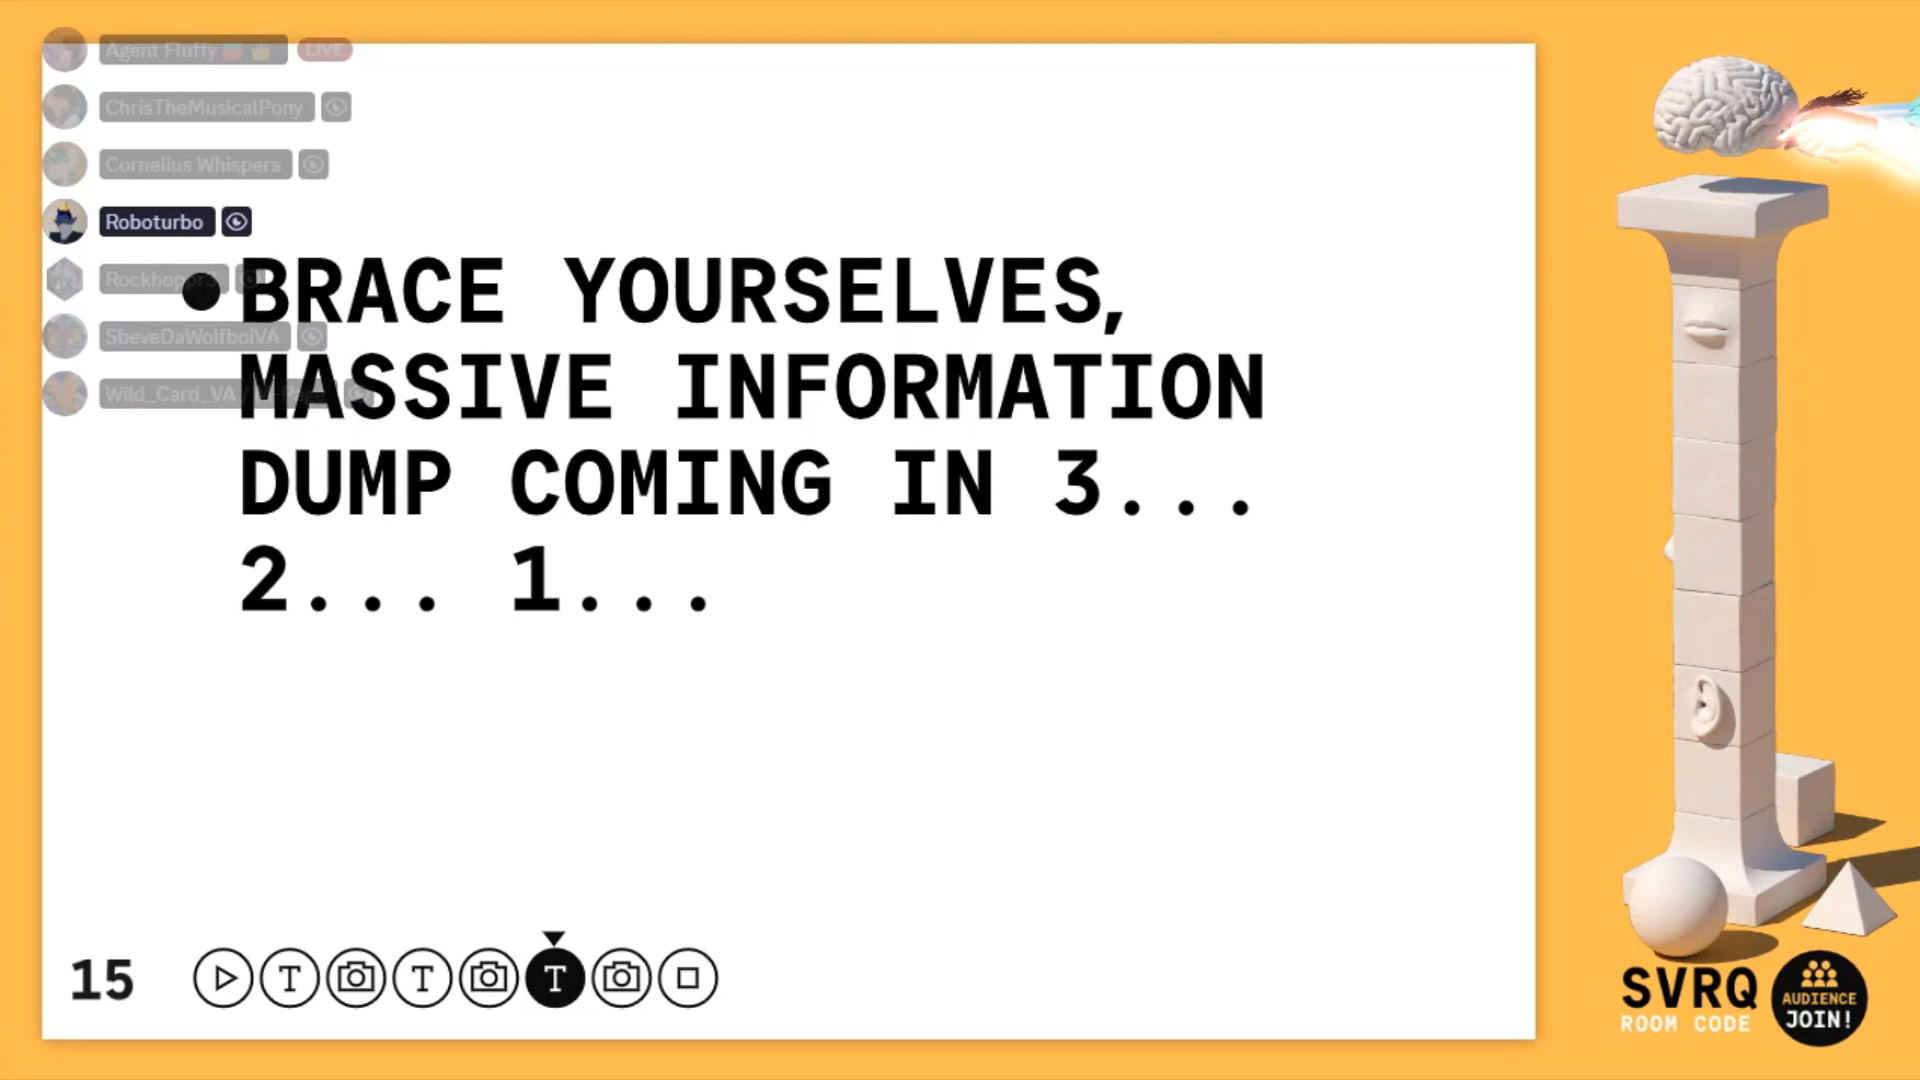 Agent Fluffy
LIVE
ChrisTheMusicalPony
Cornelius Whispers
Roboturbo
SbeveDaWolfboiVA
Wild_Card_VA
• BRACE YOURSELVES,
MASSIVE INFORMATION
DUMP COMING IN 3...
2... 1...
15
T
T
T
SVRQ
ROOM CODE
AUDIENCE
JOIN!